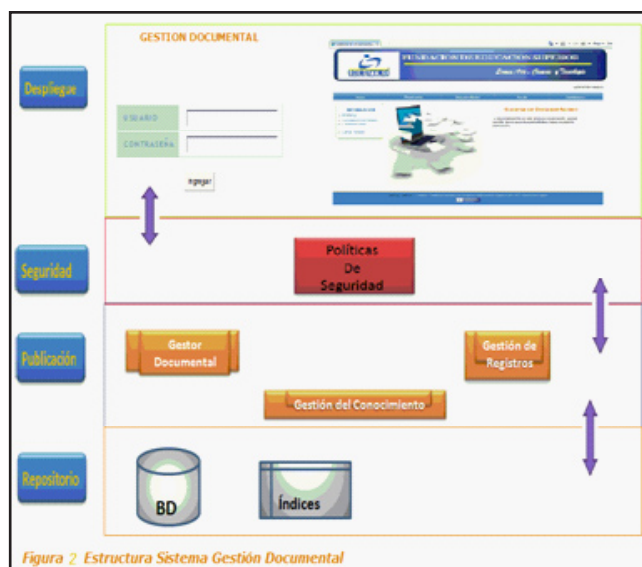 GESTION DOCUMENTAL
FUNDACION DE EDUCACION SUPERIOR
Despliegue
USUARIO
CONTRASEÑA
Agregar
Seguridad
Políticas
De
Seguridad
Publicación
Gestor
Documental
Gestión de
Registros
Gestión del Conocimiento
Repositorio
BD
Índices
Figura 2 Estructura Sistema Gestión Documental